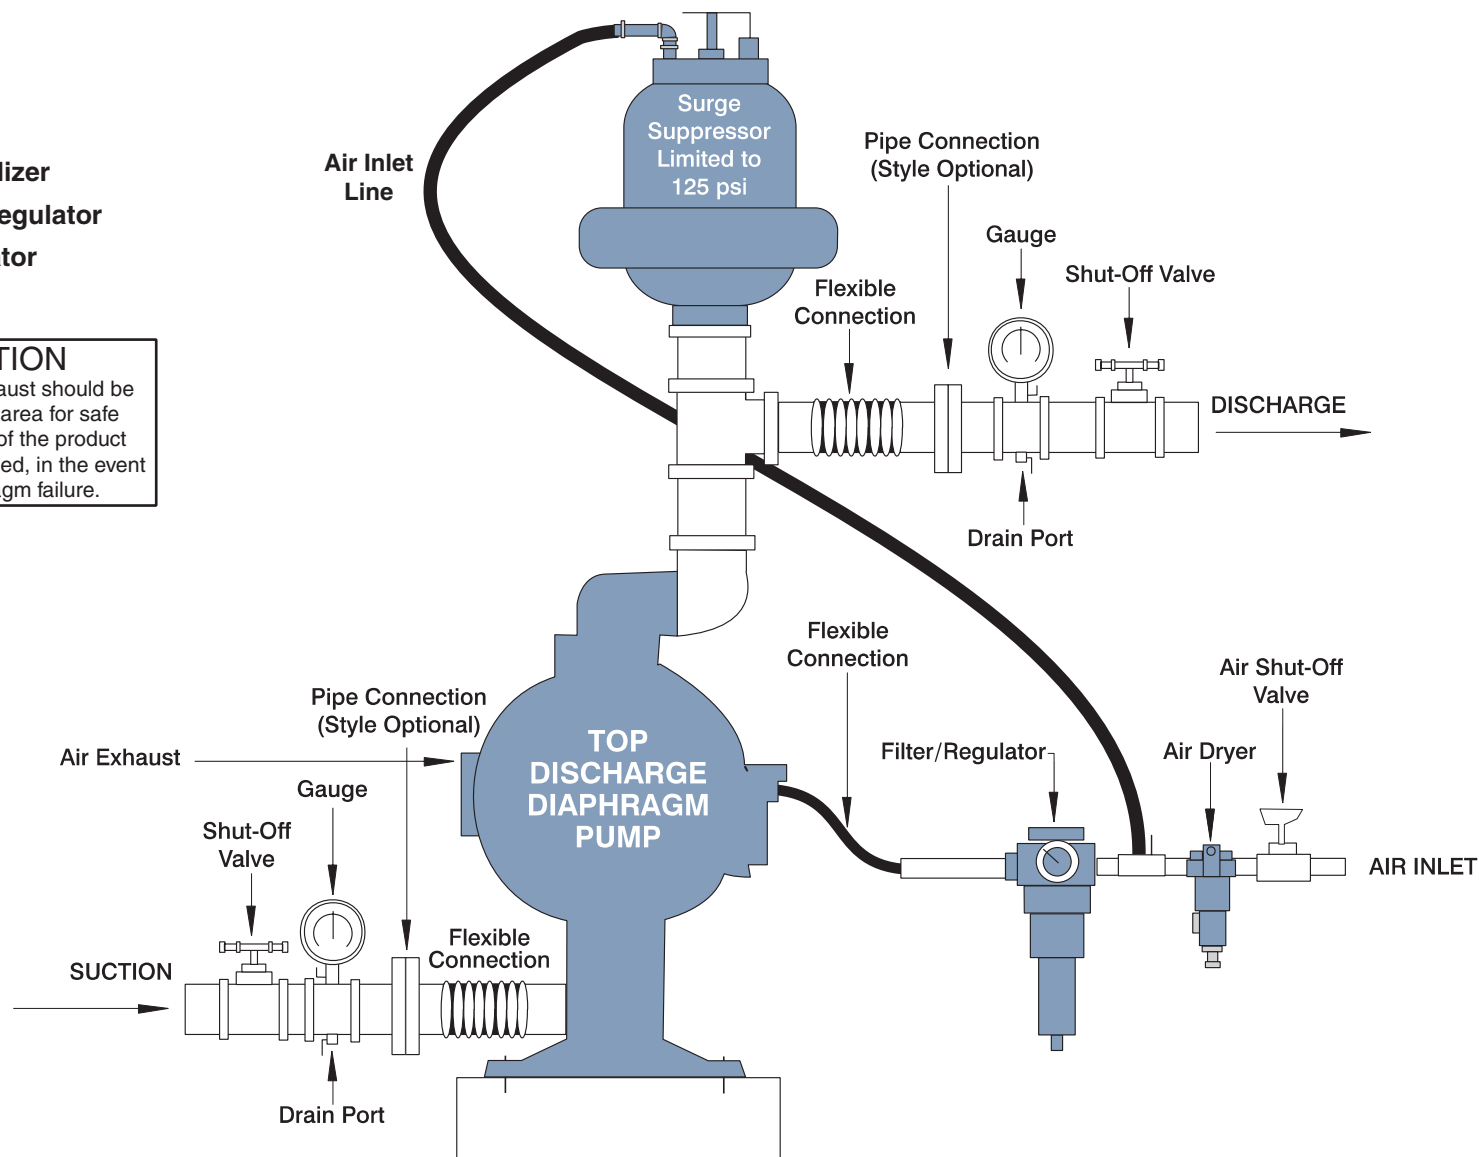 Surge
Suppressor
Limited to
125 psi
Air Inlet
Line
Pipe Connection
(Style Optional)
Gauge
Shut-Off Valve
Flexible
Connection
DISCHARGE
Drain Port
lizer
egulator
tor
TION
aust should be
area for safe
of the product
ed, in the event
gm failure.
Flexible
Connection
Air Shut-Off
Valve
Filter/Regulator
Air Dryer
AIR INLET
Pipe Connection
(Style Optional)
Air Exhaust
TOP
DISCHARGE
DIAPHRAGM
PUMP
Gauge
Shut-Off
Valve
Flexible
Connection
SUCTION
Drain Port